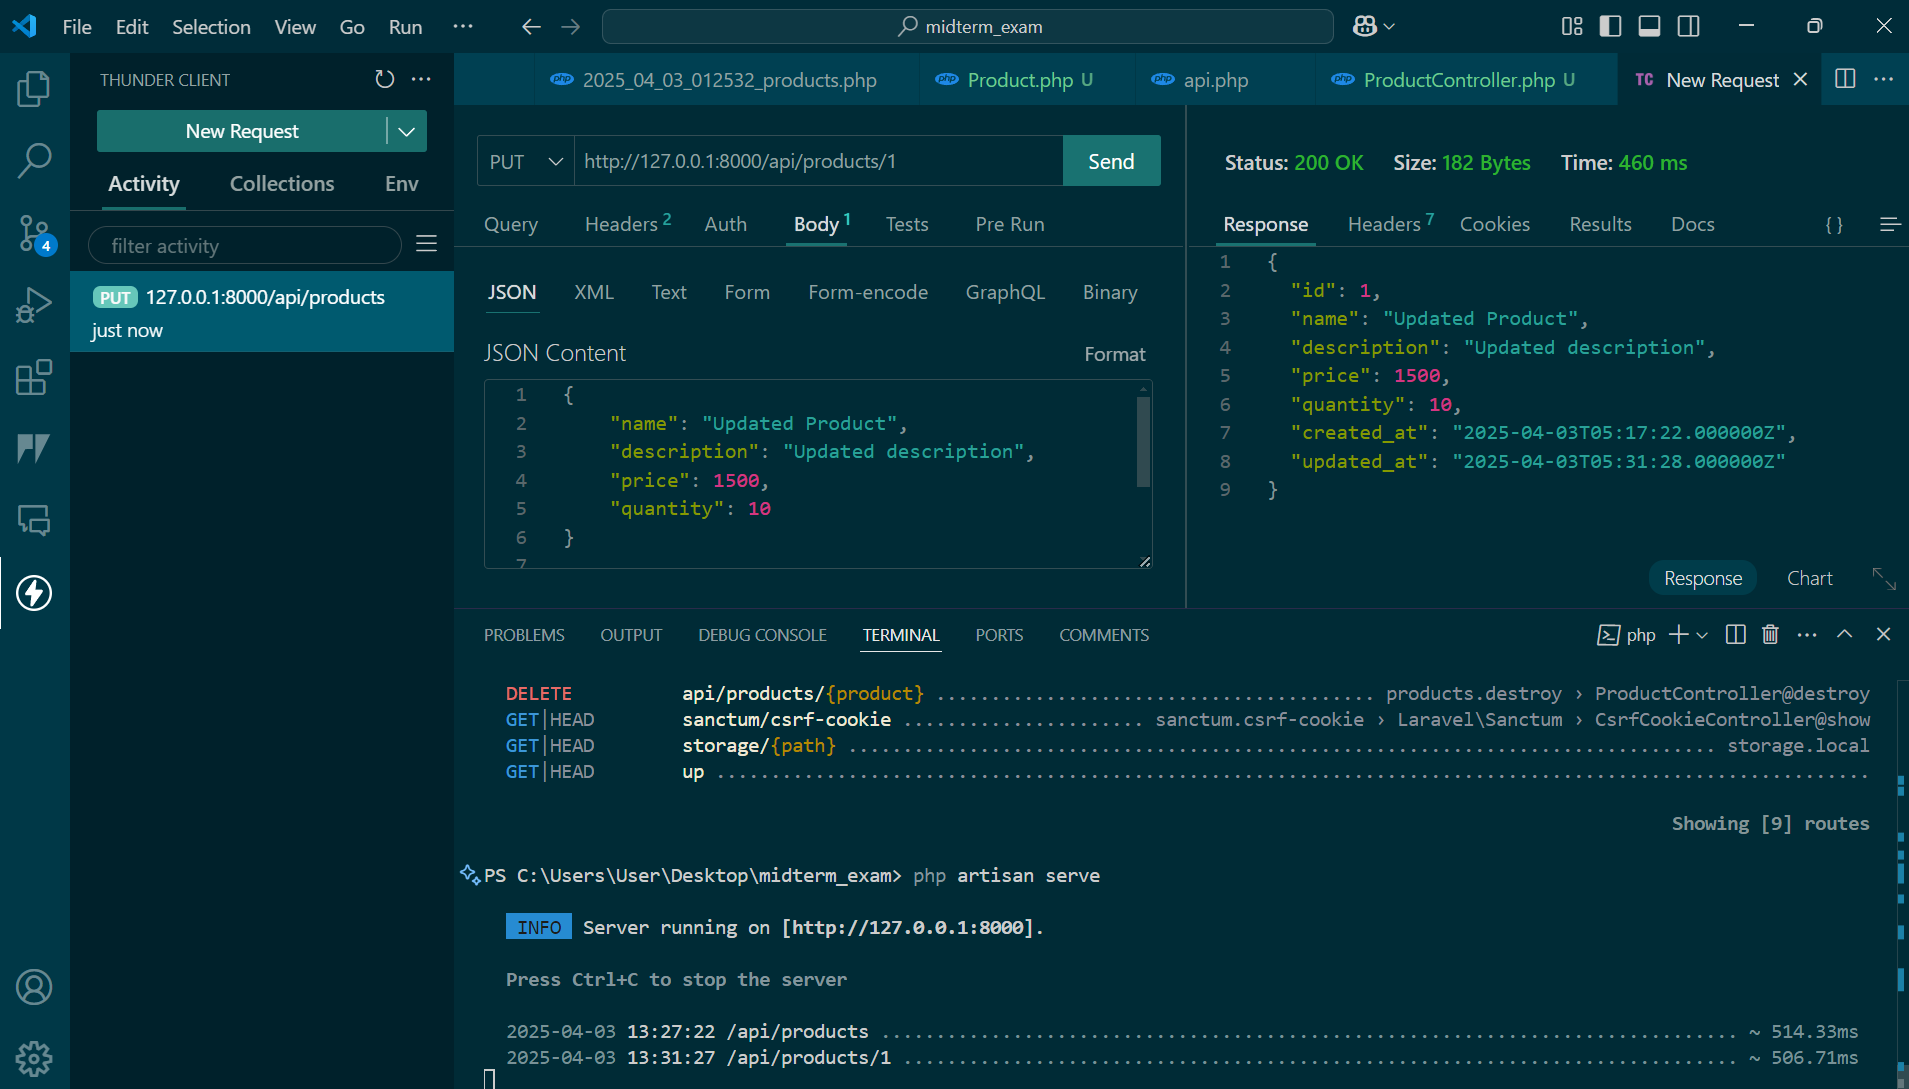 File Edit Selection View Go Run ···
midterm_exam
THUNDER CLIENT
New Request
Activity Collections Env
filter activity
PUT 127.0.0.1:8000/api/products
just now
4
php 2025_04_03_012532_products.php
php Product.php U
php api.php
php ProductController.php U
TC New Request
PUT http://127.0.0.1:8000/api/products/1 Send
Query Headers 2 Auth Body 1 Tests Pre Run
JSON XML Text Form Form-encode GraphQL Binary
JSON Content Format
1 {
2 "name": "Updated Product",
3 "description": "Updated description",
4 "price": 1500,
5 "quantity": 10
6 }
7
Status: 200 OK Size: 182 Bytes Time: 460 ms
Response Headers 7 Cookies Results Docs { }
1 {
2 "id": 1,
3 "name": "Updated Product",
4 "description": "Updated description",
5 "price": 1500,
6 "quantity": 10,
7 "created_at": "2025-04-03T05:17:22.000000Z",
8 "updated_at": "2025-04-03T05:31:28.000000Z"
9 }
Response Chart
PROBLEMS OUTPUT DEBUG CONSOLE TERMINAL PORTS COMMENTS php
DELETE api/products/{product} ........................................ products.destroy › ProductController@destroy
GET|HEAD sanctum/csrf-cookie ...................... sanctum.csrf-cookie › Laravel\Sanctum › CsrfCookieController@show
GET|HEAD storage/{path} ............................................................................... storage.local
GET|HEAD up .........................................................................................................
Showing [9] routes
PS C:\Users\User\Desktop\midterm_exam> php artisan serve
INFO Server running on [http://127.0.0.1:8000].
Press Ctrl+C to stop the server
2025-04-03 13:27:22 /api/products .............................................................................. ~ 514.33ms
2025-04-03 13:31:27 /api/products/1 ............................................................................ ~ 506.71ms